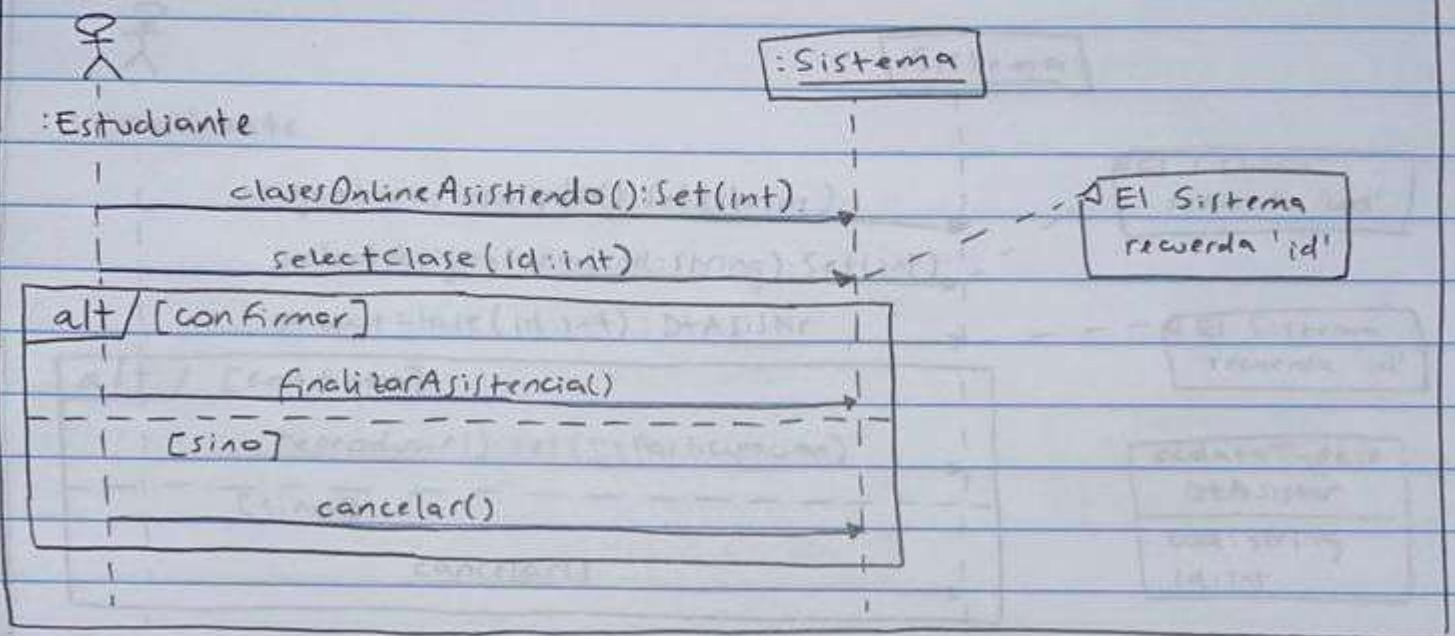 :Sistema
:Estudiante
clasesOnlineAsistiendo():Set(int)
El Sistema
recuerda 'id'
selectClase(id:int)
alt [confirmar]
finalizarAsistencia()
[sino]
cancelar()